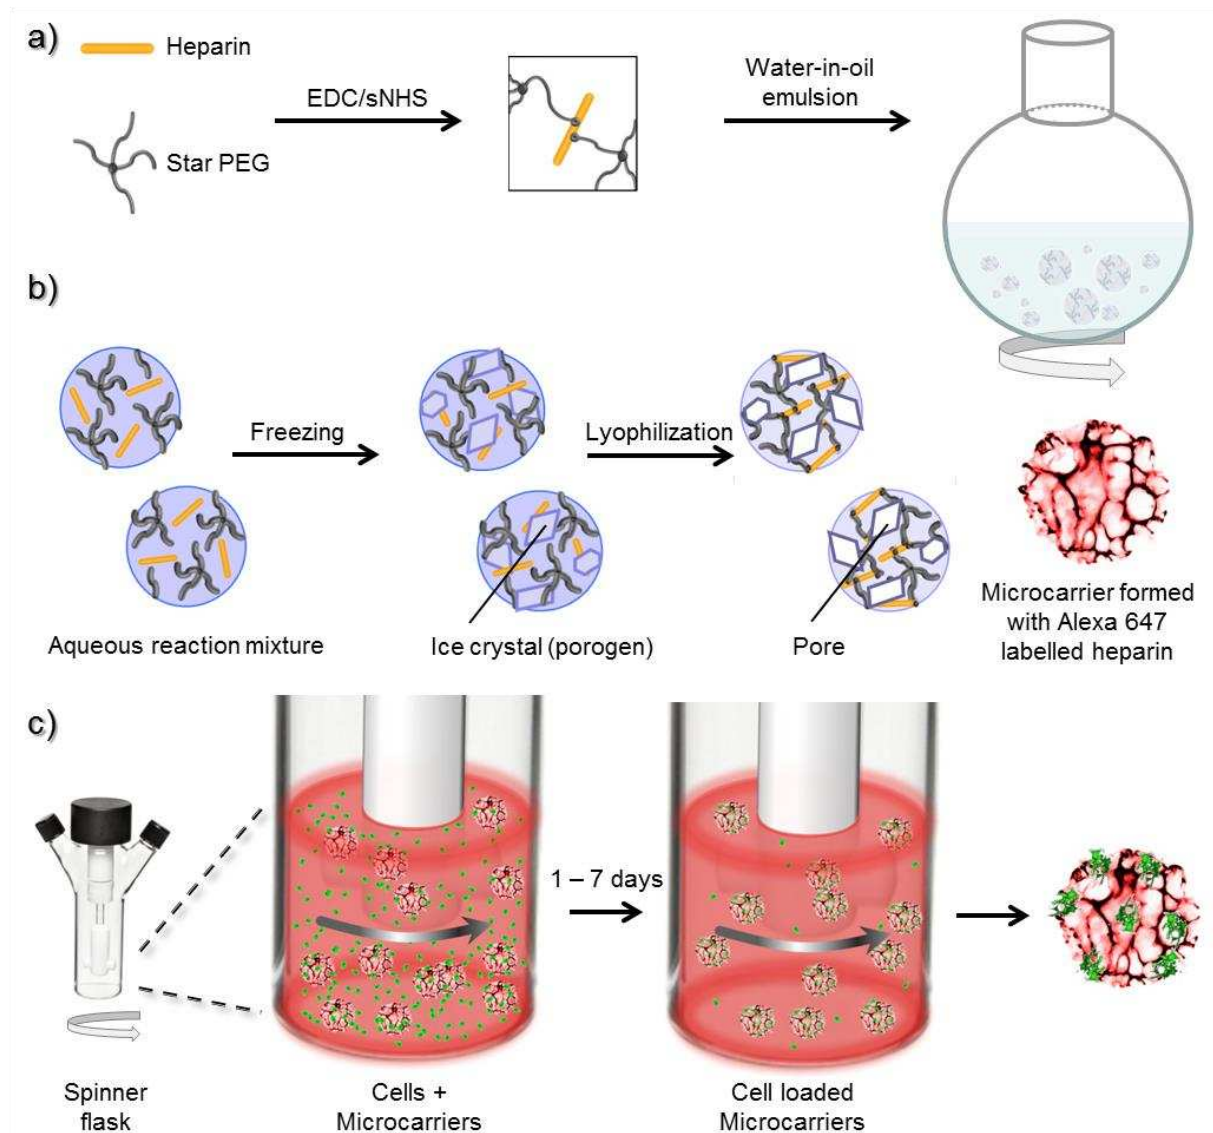 a)
Heparin
Star PEG
EDC/sNHS
Water-in-oil
emulsion
b)
Freezing
Lyophilization
Aqueous reaction mixture
Ice crystal (porogen)
Pore
Microcarrier formed
with Alexa 647
labelled heparin
c)
1 – 7 days
Spinner
flask
Cells +
Microcarriers
Cell loaded
Microcarriers